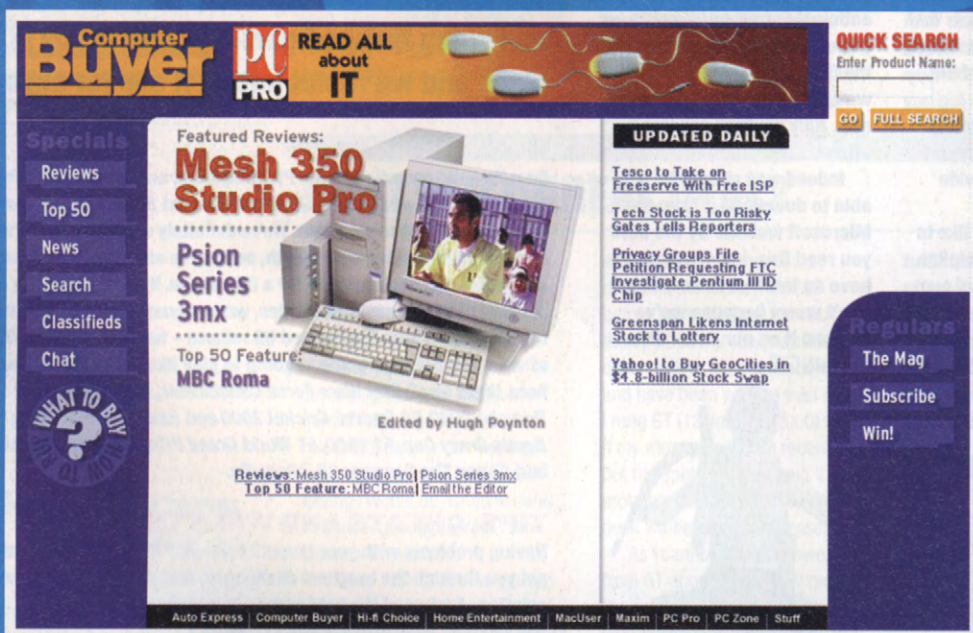 Computer
Buyer
PC
PRO
READ ALL
about
IT
QUICK SEARCH
Enter Product Name:
GO
FULL SEARCH
Specials
Reviews
Top 50
News
Search
Classifieds
Chat
WHAT TO BUY
?
HOW TO BUY
Featured Reviews:
Mesh 350
Studio Pro
Psion
Series
3mx
Top 50 Feature:
MBC Roma
Edited by Hugh Poynton
Reviews: Mesh 350 Studio Pro | Psion Series 3mx
Top 50 Feature: MBC Roma | Email the Editor
UPDATED DAILY
Tesco to Take on
Freeserve With Free ISP
Tech Stock is Too Risky
Gates Tells Reporters
Privacy Groups File
Petition Requesting FTC
Investigate Pentium III ID
Chip
Greenspan Likens Internet
Stock to Lottery
Yahoo! to Buy GeoCities in
$4.8-billion Stock Swap
Regulars
The Mag
Subscribe
Win!
Auto Express | Computer Buyer | Hi-fi Choice | Home Entertainment | MacUser | Maxim | PC Pro | PC Zone | Stuff